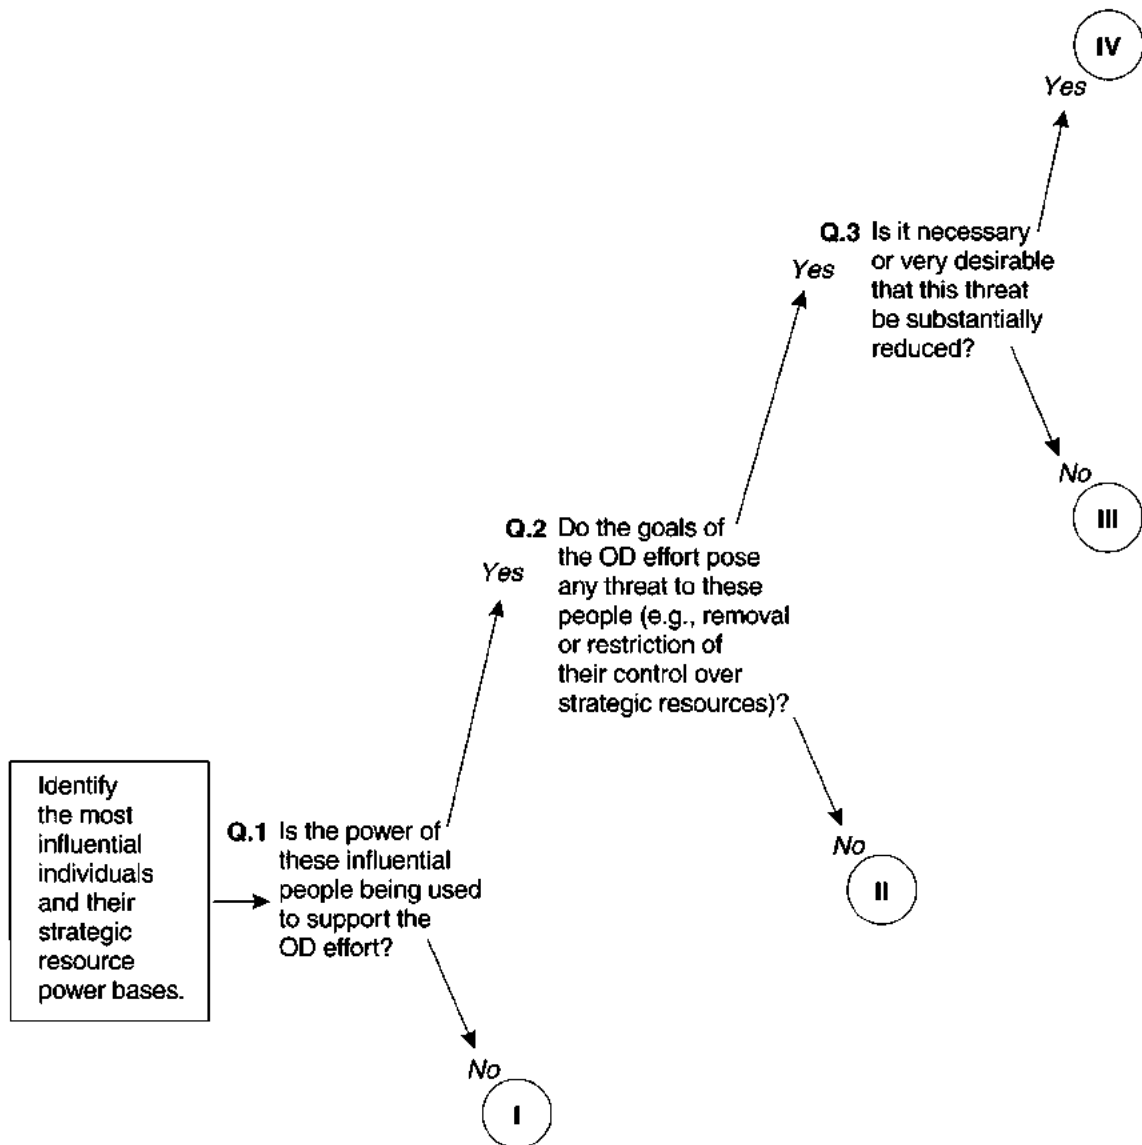 Identify
the most
influential
individuals
and their
strategic
resource
power bases.
Q.1 Is the power of
these influential
people being used
to support the
OD effort?
No
I
Yes
Q.2 Do the goals of
the OD effort pose
any threat to these
people (e.g., removal
or restriction of
their control over
strategic resources)?
No
II
Yes
Q.3 Is it necessary
or very desirable
that this threat
be substantially
reduced?
No
III
Yes
IV